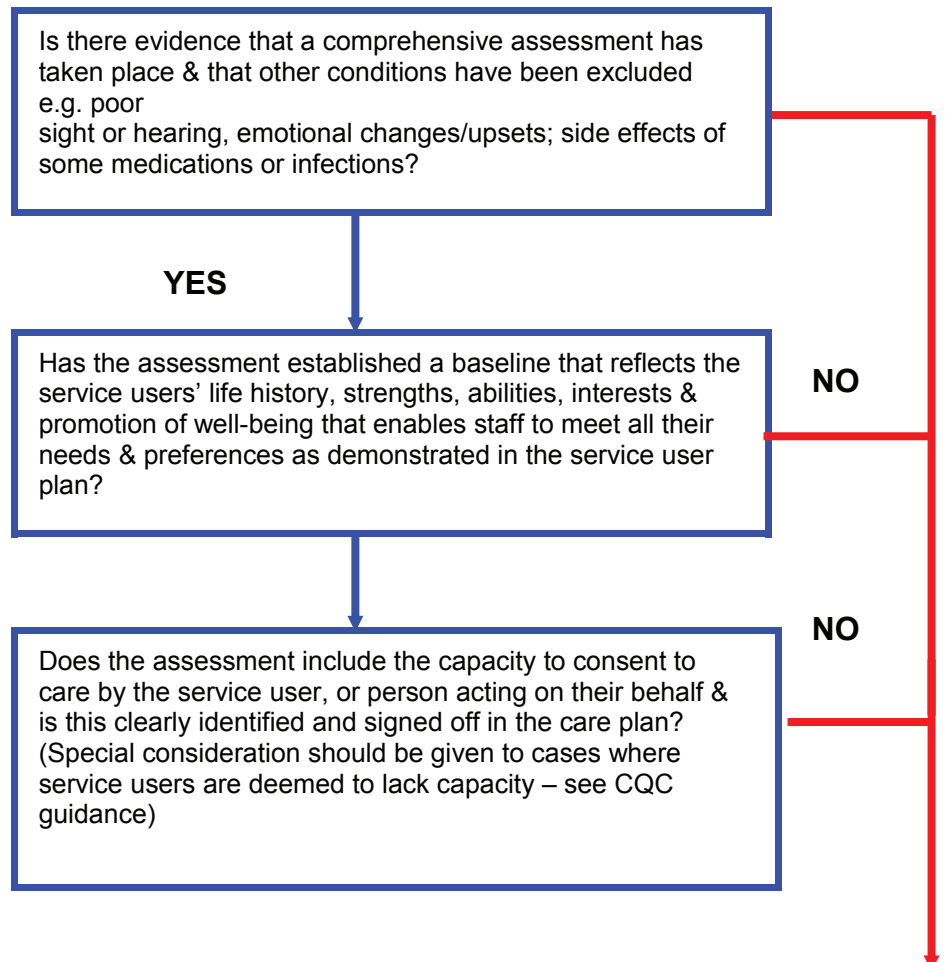 Is there evidence that a comprehensive assessment has
taken place & that other conditions have been excluded
e.g. poor
sight or hearing, emotional changes/upsets; side effects of
some medications or infections?
YES
Has the assessment established a baseline that reflects the
service users’ life history, strengths, abilities, interests &
promotion of well-being that enables staff to meet all their
needs & preferences as demonstrated in the service user
plan?
NO
Does the assessment include the capacity to consent to
care by the service user, or person acting on their behalf &
is this clearly identified and signed off in the care plan?
(Special consideration should be given to cases where
service users are deemed to lack capacity – see CQC
guidance)
NO